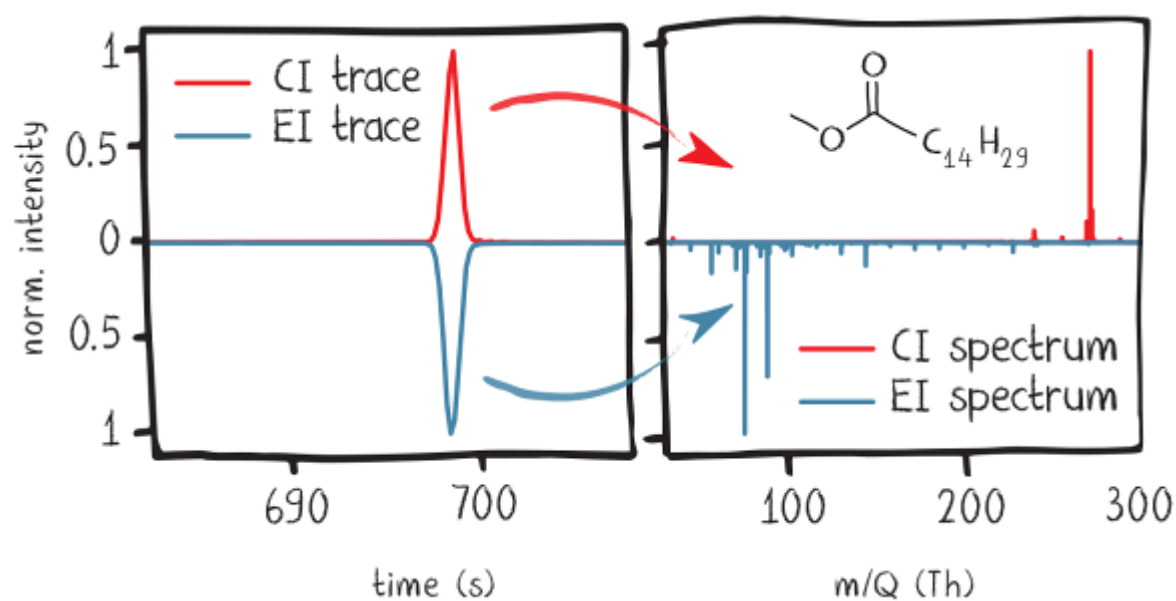 norm. intensity
1
0.5
0
0.5
1
CI trace
EI trace
690
700
time (s)
O
O
C14H29
CI spectrum
EI spectrum
100
200
300
m/Q (Th)